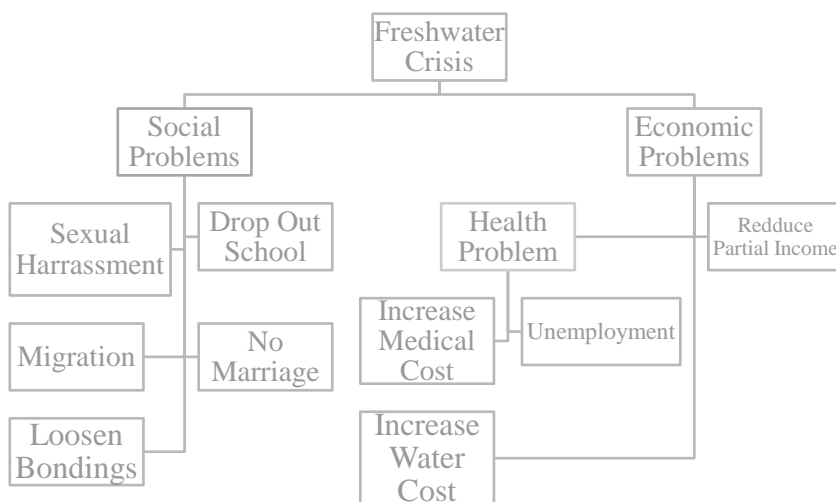 Freshwater
Crisis
Social
Problems
Economic
Problems
Sexual
Harrassment
Drop Out
School
Health
Problem
Redduce
Partial Income
Migration
No
Marriage
Increase
Medical
Cost
Unemployment
Loosen
Bondings
Increase
Water
Cost